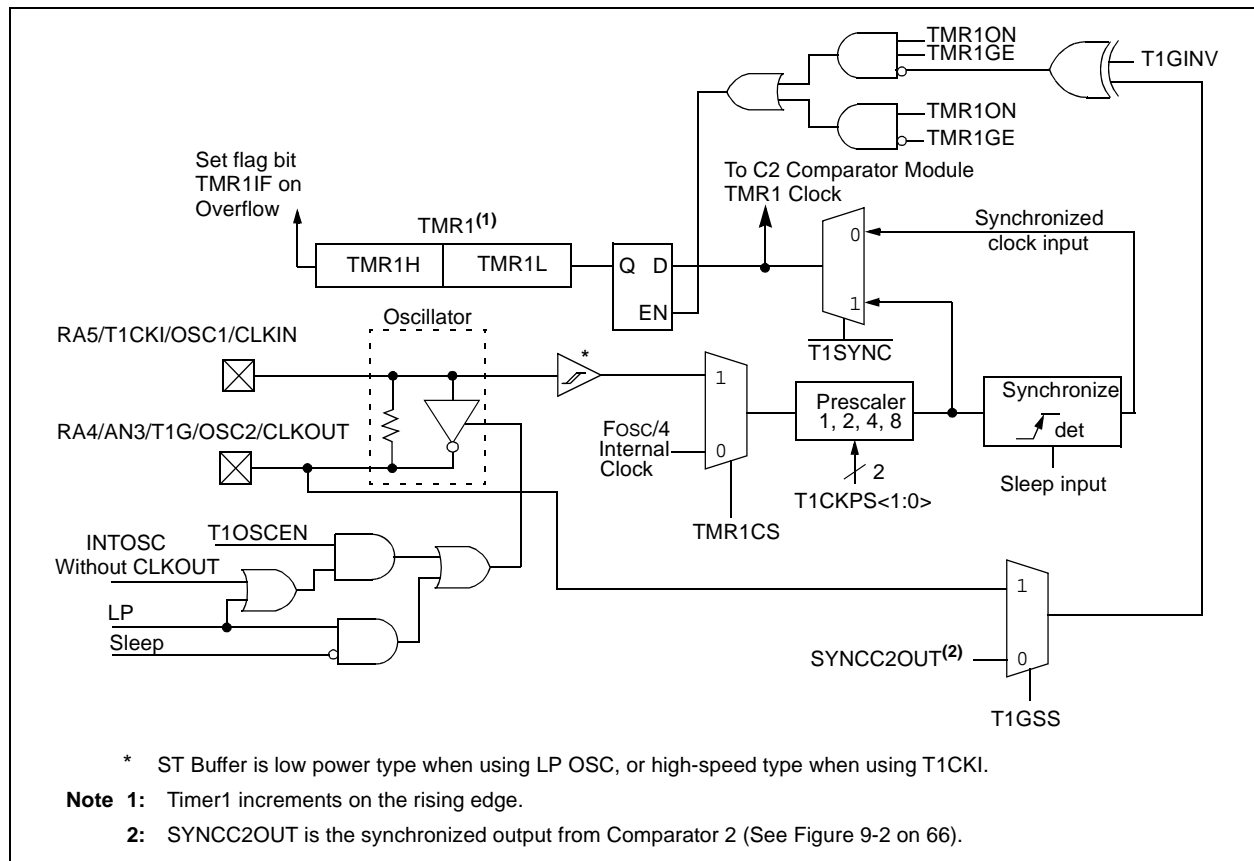 TMR1ON
TMR1GE
T1GINV
TMR1ON
TMR1GE
Set flag bit
TMR1IF on
Overflow
To C2 Comparator Module
TMR1 Clock
TMR1(1)
TMR1H
TMR1L
Q D
EN
0
1
T1SYNC
Synchronized
clock input
Oscillator
RA5/T1CKI/OSC1/CLKIN
*
1
0
FOSC/4
Internal
Clock
TMR1CS
Prescaler
1, 2, 4, 8
2
T1CKPS<1:0>
Synchronize
det
Sleep input
RA4/AN3/T1G/OSC2/CLKOUT
T1OSCEN
INTOSC
Without CLKOUT
LP
Sleep
1
0
SYNCC2OUT(2)
T1GSS
* ST Buffer is low power type when using LP OSC, or high-speed type when using T1CKI.
Note 1: Timer1 increments on the rising edge.
2: SYNCC2OUT is the synchronized output from Comparator 2 (See Figure 9-2 on 66).